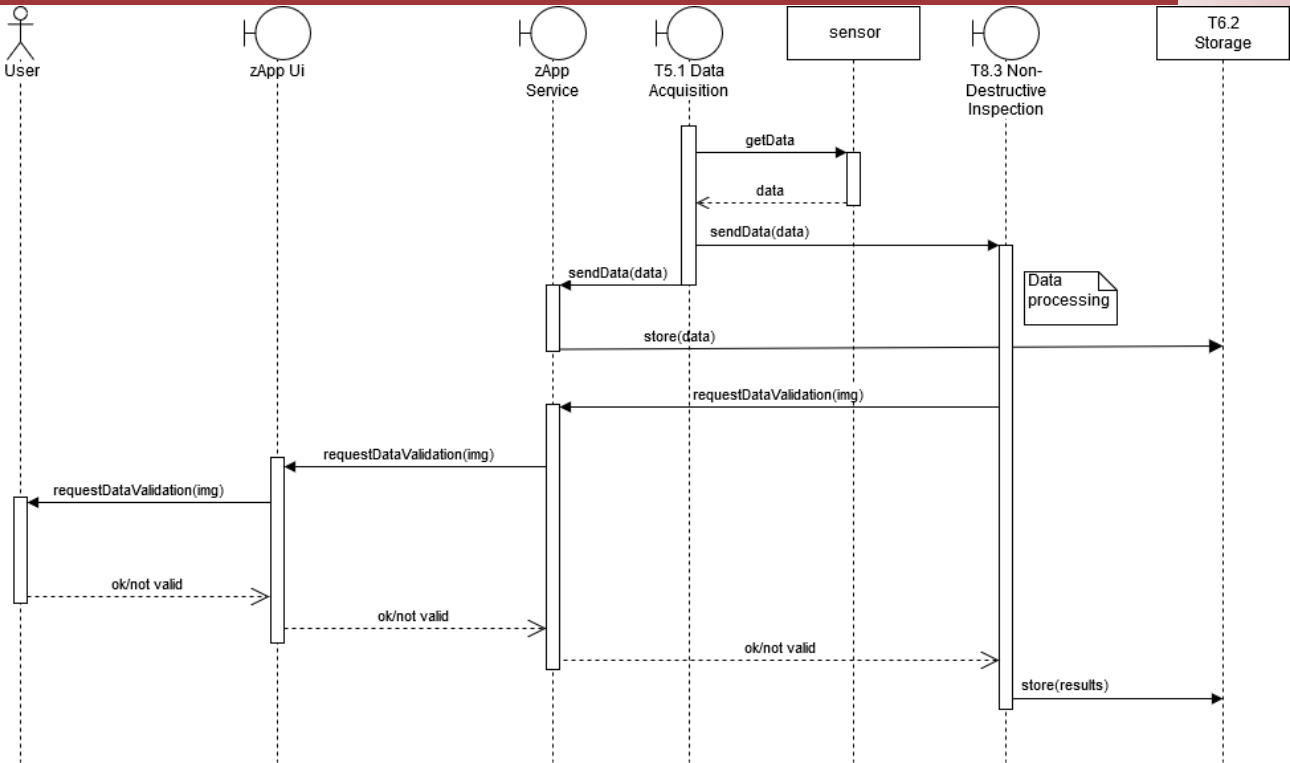 User
zApp Ui
zApp
Service
T5.1 Data
Acquisition
sensor
T8.3 Non-
Destructive
Inspection
T6.2
Storage
getData
data
sendData(data)
sendData(data)
Data
processing
store(data)
requestDataValidation(img)
requestDataValidation(img)
requestDataValidation(img)
ok/not valid
ok/not valid
ok/not valid
store(results)